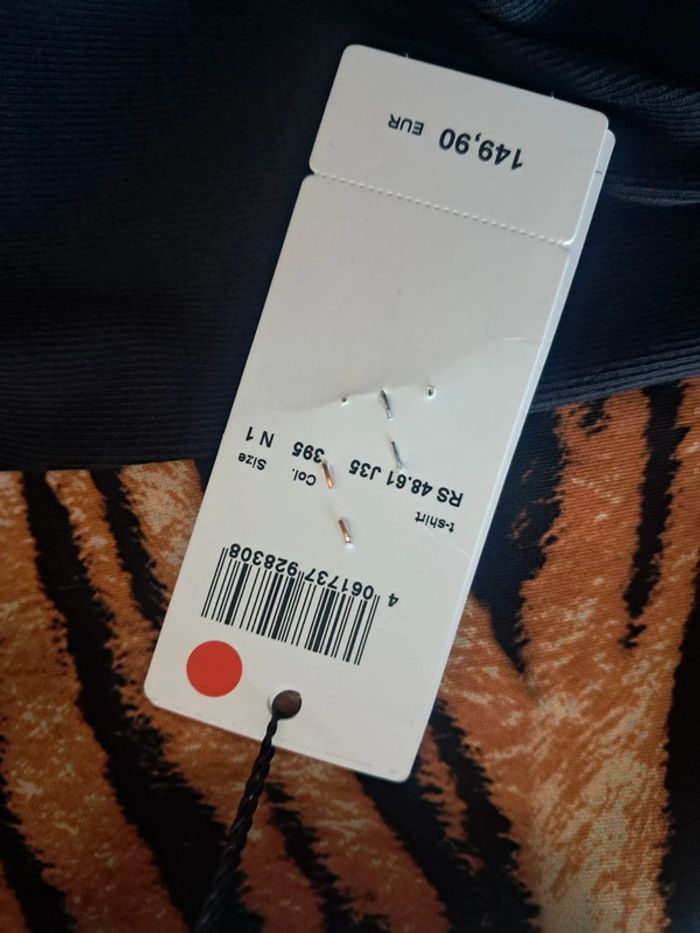 4 061737 928308
t-shirt Col. Size
RS 48.61 J35 395 N 1
149,90 EUR